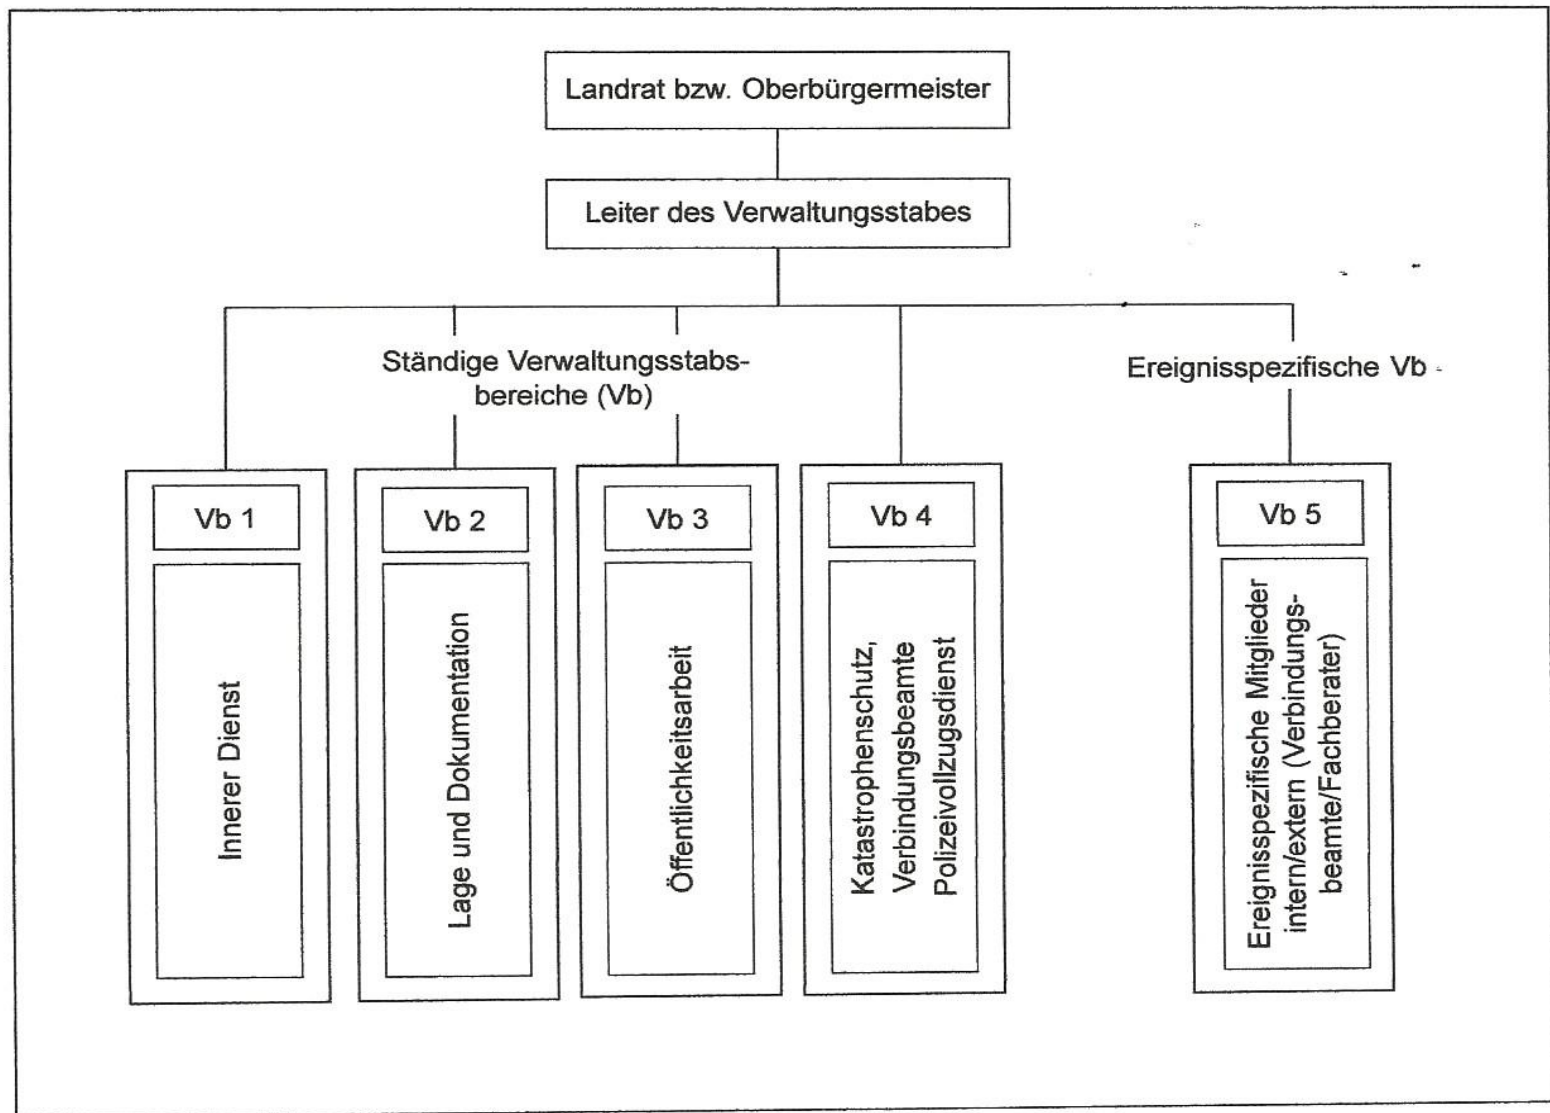 Landrat bzw. Oberbürgermeister
Leiter des Verwaltungsstabes
Ständige Verwaltungsstabs-
bereiche (Vb)
Ereignisspezifische Vb
Vb 1
Innerer Dienst
Vb 2
Lage und Dokumentation
Vb 3
Öffentlichkeitsarbeit
Vb 4
Katastrophenschutz,
Verbindungsbeamte
Polizeivollzugsdienst
Vb 5
Ereignisspezifische Mitglieder
intern/extern (Verbindungs-
beamte/Fachberater)